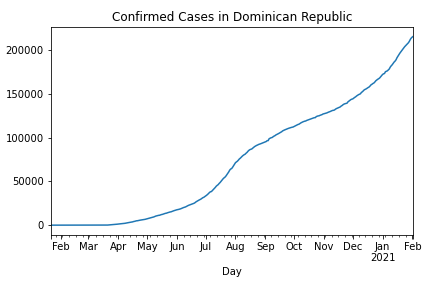 Confirmed Cases in Dominican Republic
200000
150000
100000
50000
0
Feb Mar Apr May Jun Jul Aug Sep Oct Nov Dec Jan Feb
2021
Day